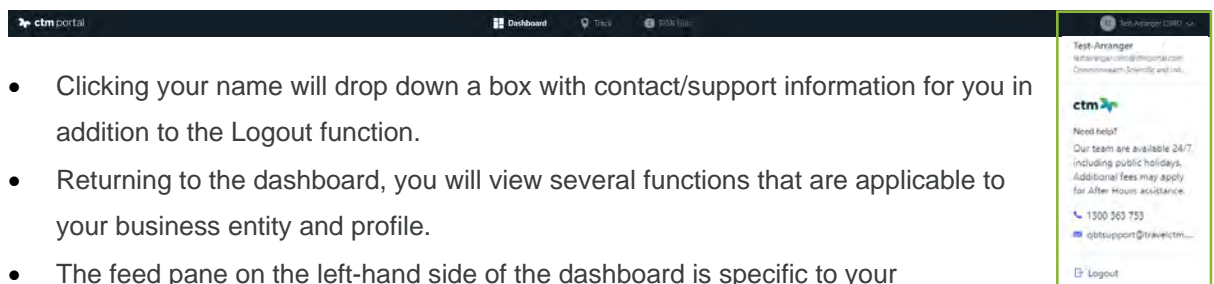 ctm portal
Dashboard
Track
Test-Arranger CSIRO
• Clicking your name will drop down a box with contact/support information for you in
addition to the Logout function.
• Returning to the dashboard, you will view several functions that are applicable to
your business entity and profile.
• The feed pane on the left-hand side of the dashboard is specific to your
Test-Arranger
Commonwealth Scientific and Ind...
ctm
Need help?
Our team are available 24/7
including public holidays.
Additional fees may apply
for After Hours assistance.
1300 363 753
qbtsupport@travelctm....
Logout